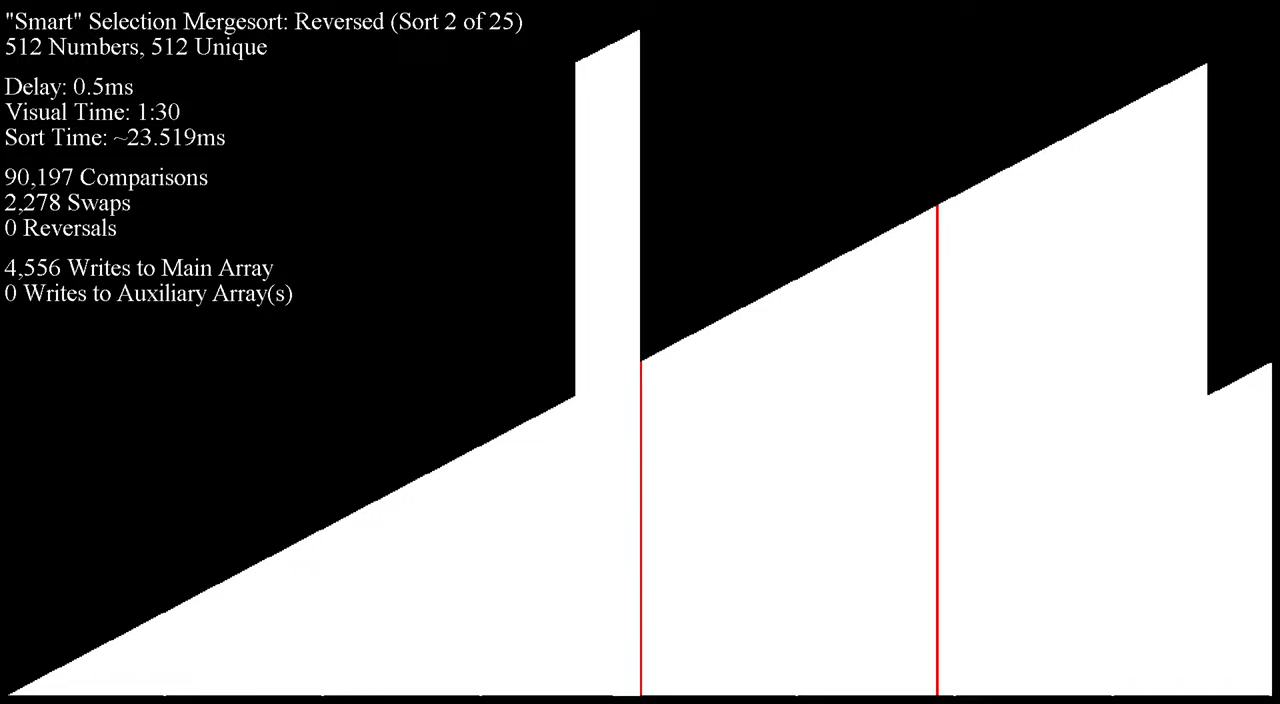 "Smart" Selection Mergesort: Reversed (Sort 2 of 25)
512 Numbers, 512 Unique
Delay: 0.5ms
Visual Time: 1:30
Sort Time: ~23.519ms
90,197 Comparisons
2,278 Swaps
0 Reversals
4,556 Writes to Main Array
0 Writes to Auxiliary Array(s)